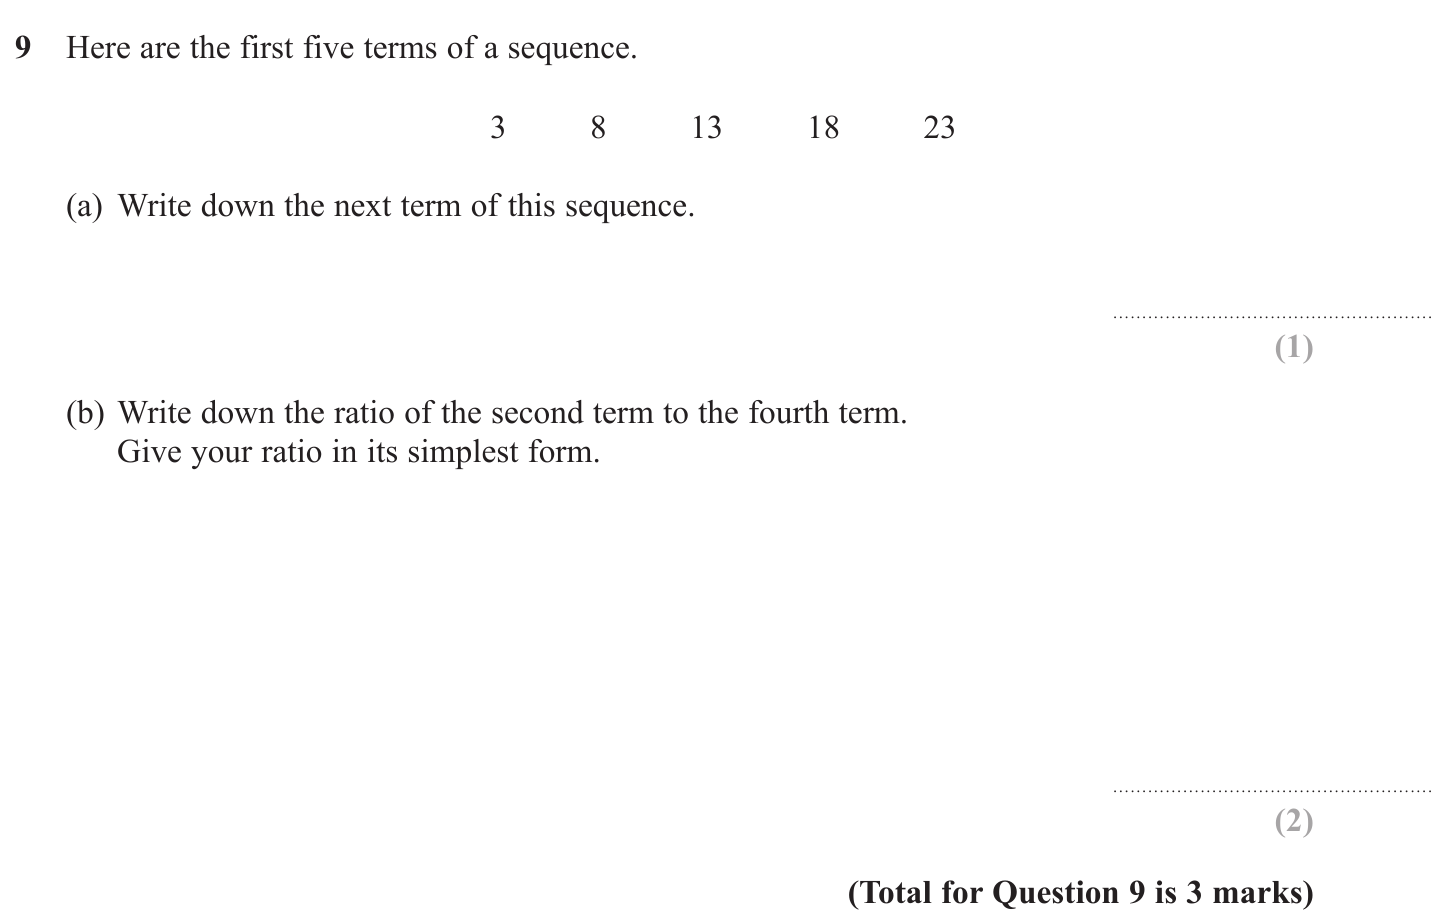 9 Here are the first five terms of a sequence.
3 8 13 18 23
(a) Write down the next term of this sequence.
(1)
(b) Write down the ratio of the second term to the fourth term.
Give your ratio in its simplest form.
(2)
(Total for Question 9 is 3 marks)